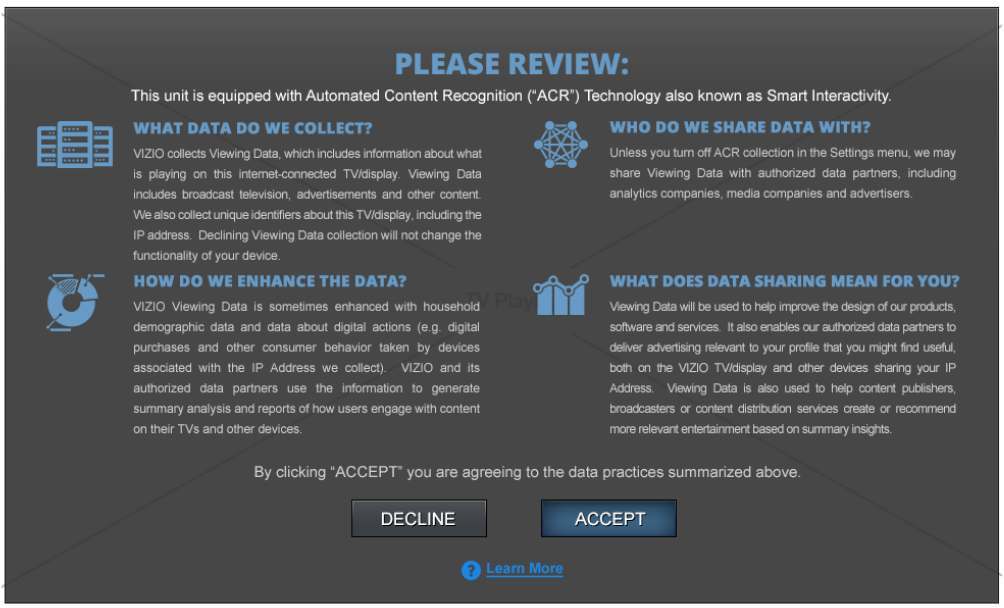 PLEASE REVIEW:
This unit is equipped with Automated Content Recognition (“ACR”) Technology also known as Smart Interactivity.
WHAT DATA DO WE COLLECT?
VIZIO collects Viewing Data, which includes information about what
is playing on this internet-connected TV/display. Viewing Data
includes broadcast television, advertisements and other content.
We also collect unique identifiers about this TV/display, including the
IP address. Declining Viewing Data collection will not change the
functionality of your device.
WHO DO WE SHARE DATA WITH?
Unless you turn off ACR collection in the Settings menu, we may
share Viewing Data with authorized data partners, including
analytics companies, media companies and advertisers.
HOW DO WE ENHANCE THE DATA?
VIZIO Viewing Data is sometimes enhanced with household
demographic data and data about digital actions (e.g. digital
purchases and other consumer behavior taken by devices
associated with the IP Address we collect). VIZIO and its
authorized data partners use the information to generate
summary analysis and reports of how users engage with content
on their TVs and other devices.
TV Play
WHAT DOES DATA SHARING MEAN FOR YOU?
Viewing Data will be used to help improve the design of our products,
software and services. It also enables our authorized data partners to
deliver advertising relevant to your profile that you might find useful,
both on the VIZIO TV/display and other devices sharing your IP
Address. Viewing Data is also used to help content publishers,
broadcasters or content distribution services create or recommend
more relevant entertainment based on summary insights.
By clicking “ACCEPT” you are agreeing to the data practices summarized above.
DECLINE
ACCEPT
? Learn More